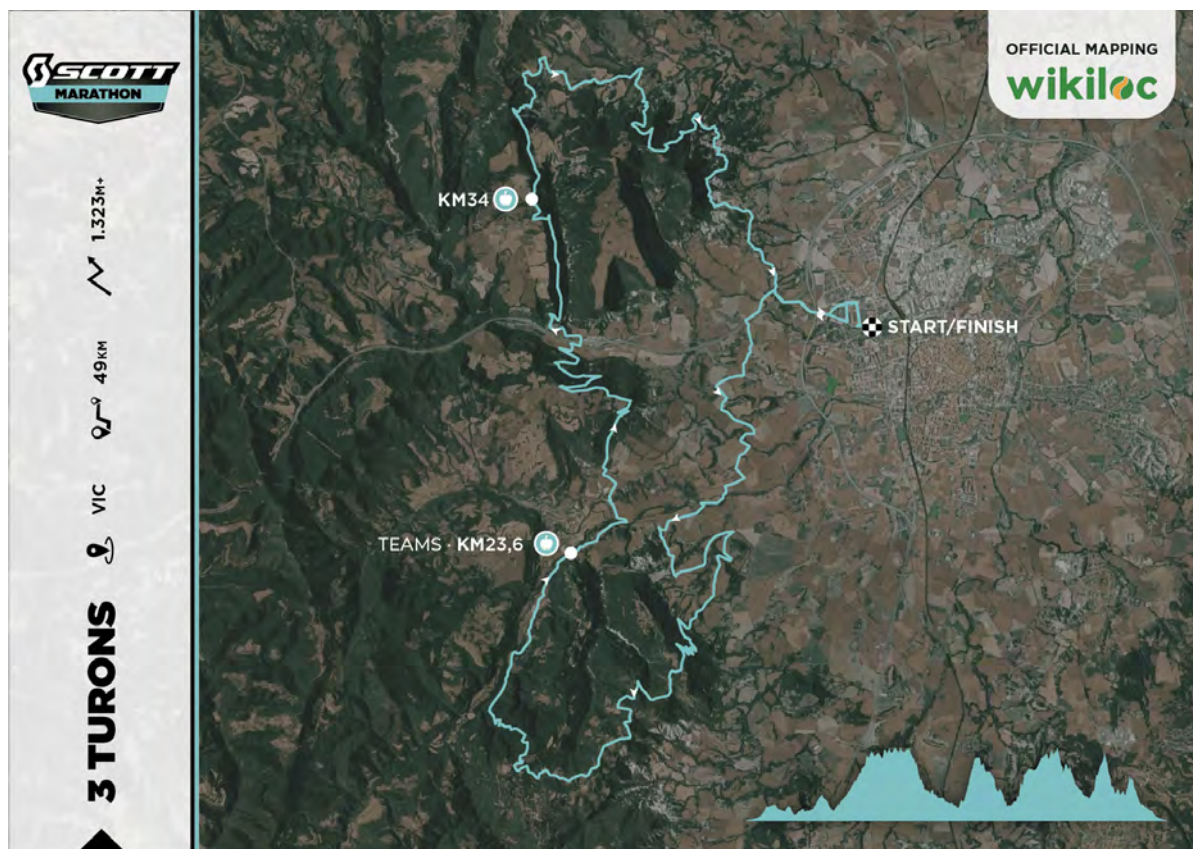 SCOTT
MARATHON
3 TURONS
VIC
49KM
1.323M+
OFFICIAL MAPPING
wikiloc
KM34
START/FINISH
TEAMS · KM23,6